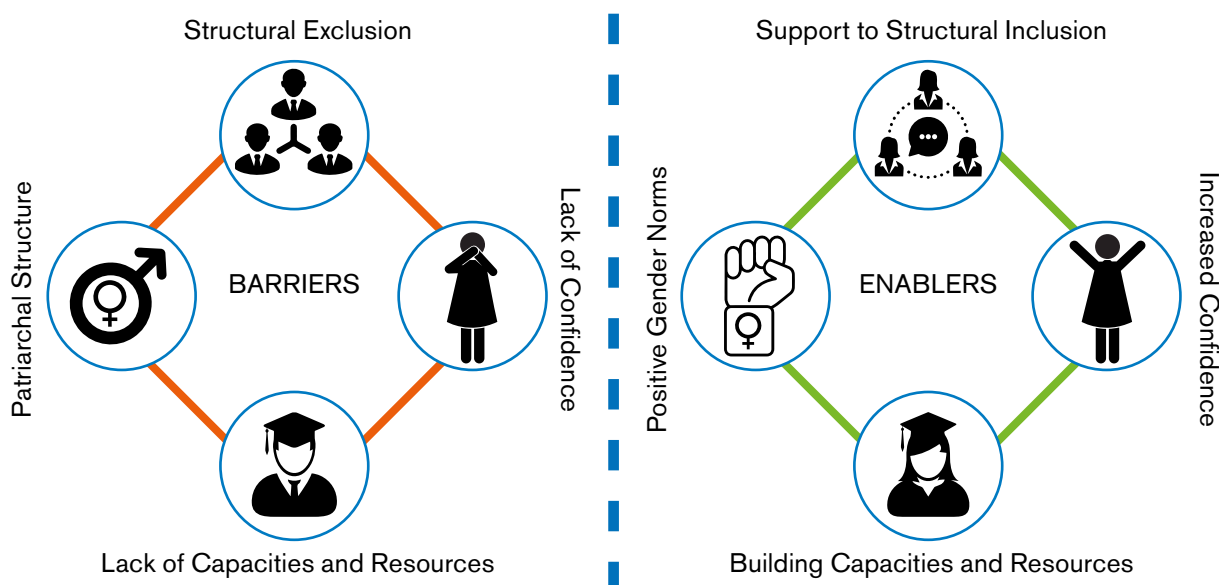 Structural Exclusion
Patriarchal Structure
BARRIERS
Lack of Confidence
Lack of Capacities and Resources
Support to Structural Inclusion
Positive Gender Norms
ENABLERS
Increased Confidence
Building Capacities and Resources